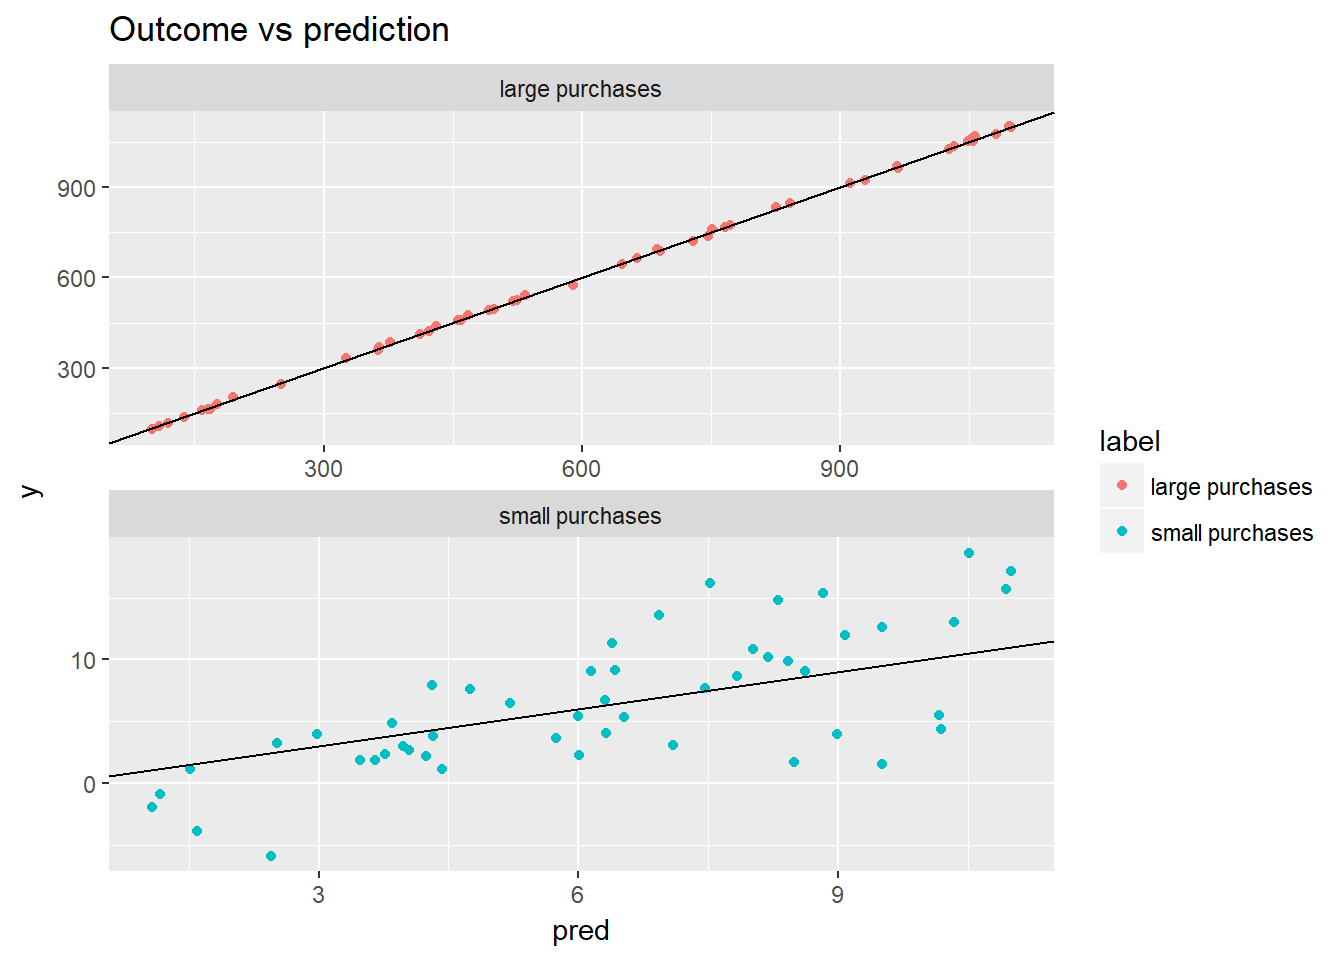 Outcome vs prediction
large purchases
900
600
300
300 600 900
y
small purchases
10
0
3 6 9
pred
label
large purchases
small purchases